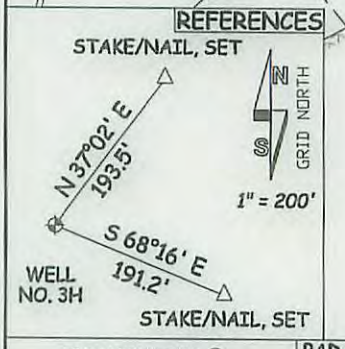 REFERENCES
STAKE/NAIL, SET
N
S
GRID NORTH
1" = 200'
N 37°02' E
193.5'
S 68°16' E
191.2'
WELL
NO. 3H
STAKE/NAIL, SET